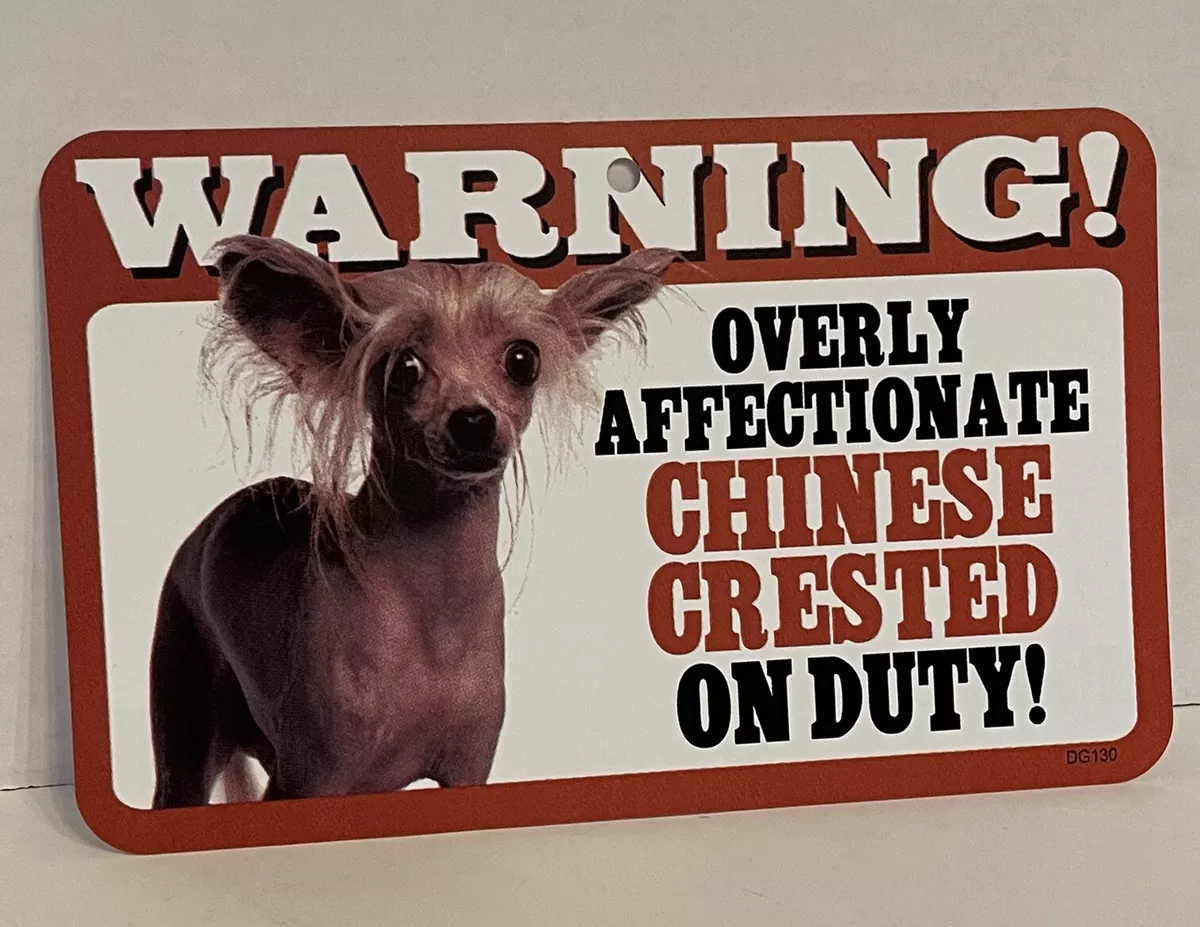 WARNING!
OVERLY
AFFECTIONATE
CHINESE
CRESTED
ON DUTY!
DG130